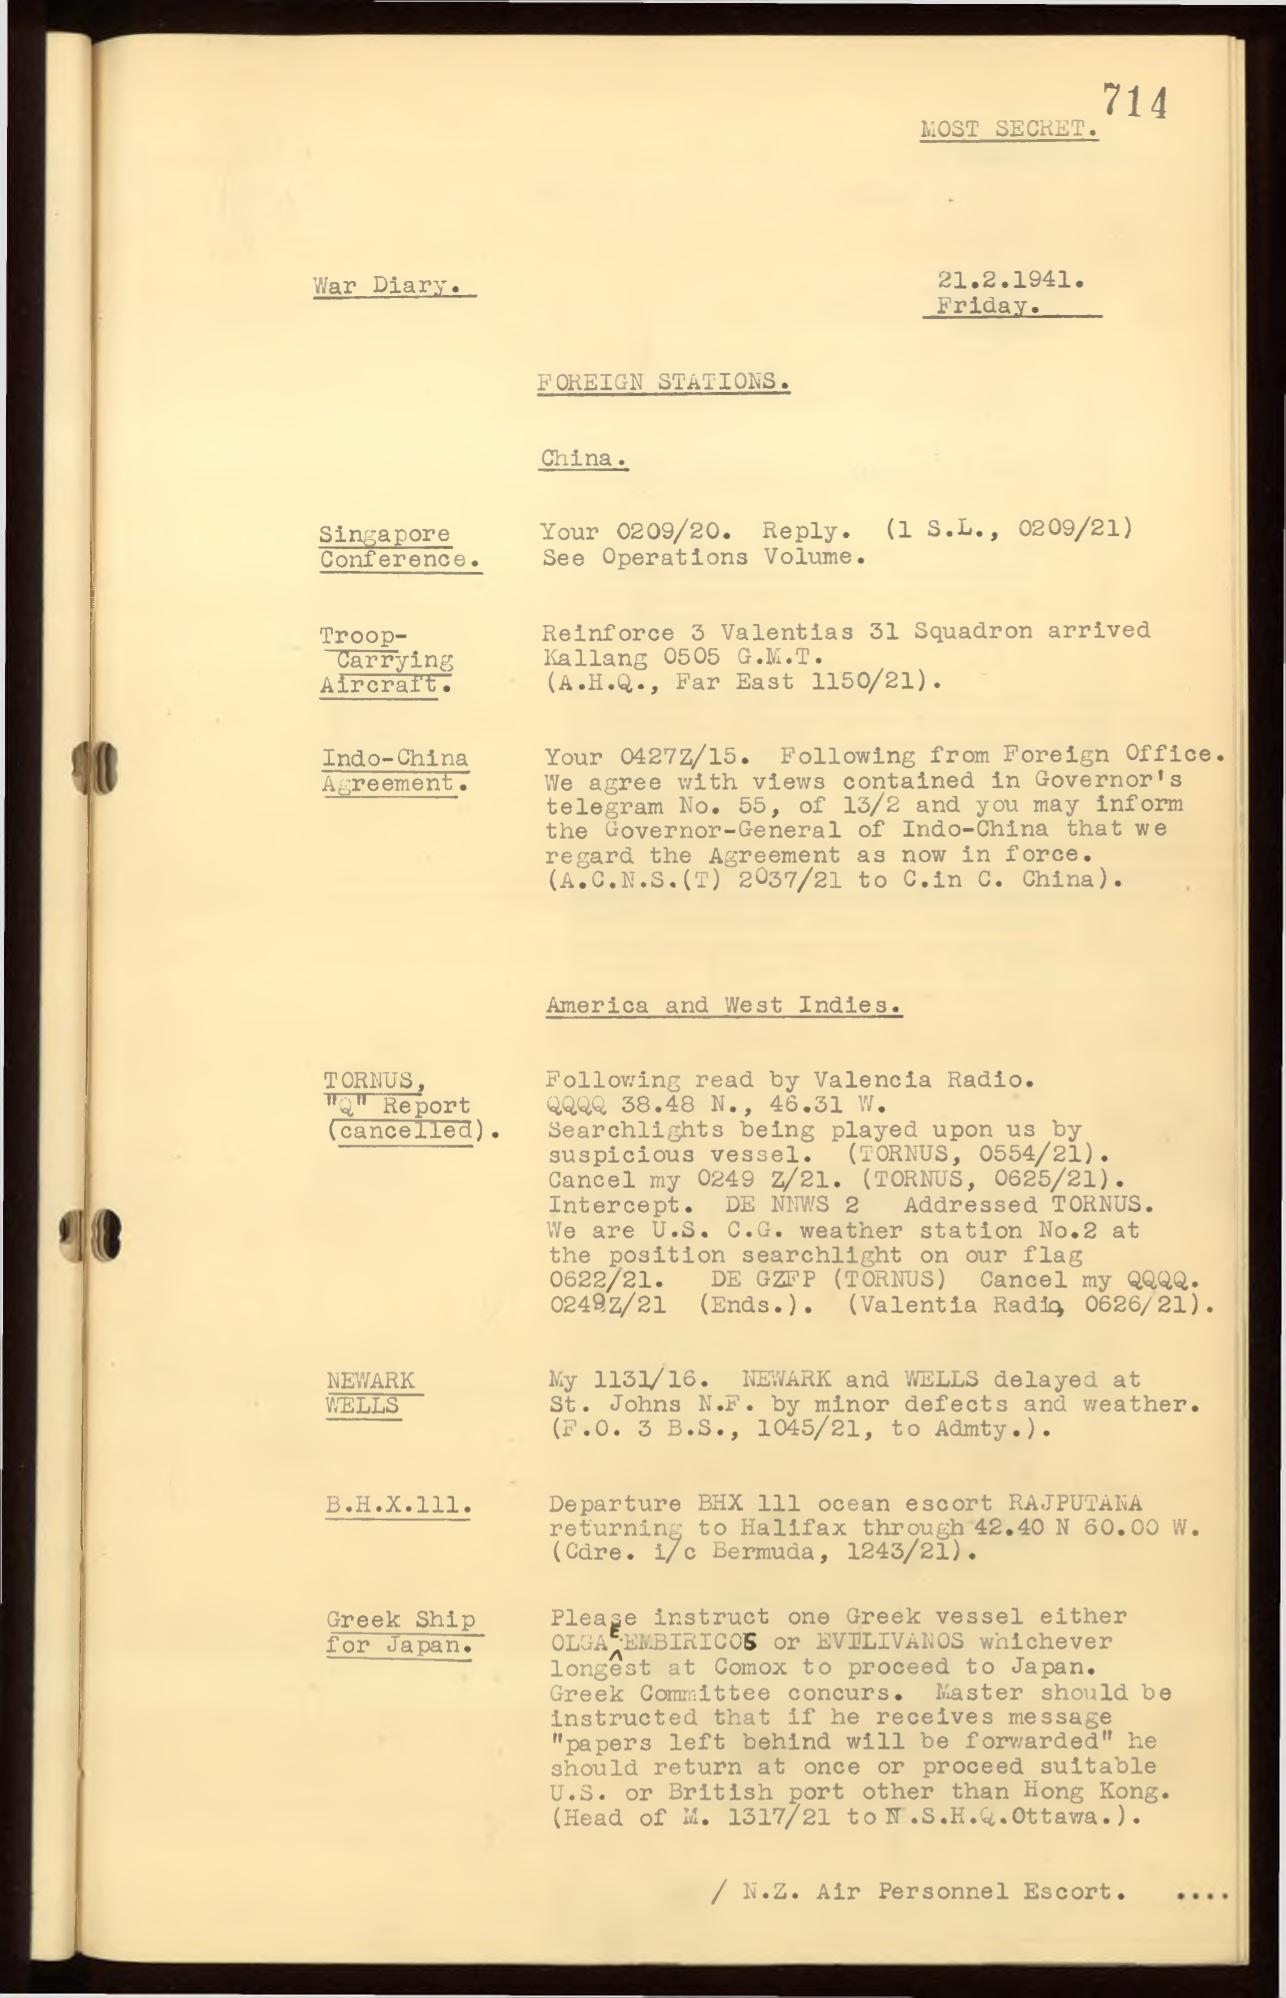 714
MOST SECRET.
War Diary.
21.2.1941.
Friday.
FOREIGN STATIONS.
China.
Singapore
Conference.
Your 0209/20. Reply. (1 S.L., 0209/21)
See Operations Volume.
Troop-
Carrying
Aircraft.
Reinforce 3 Valentias 31 Squadron arrived
Kallang 0505 G.M.T.
(A.H.Q., Far East 1150/21).
Indo-China
Agreement.
Your 0427Z/15. Following from Foreign Office.
We agree with views contained in Governor's
telegram No. 55, of 13/2 and you may inform
the Governor-General of Indo-China that we
regard the Agreement as now in force.
(A.C.N.S.(T) 2037/21 to C.in C. China).
America and West Indies.
TORNUS,
"Q" Report
(cancelled).
Following read by Valencia Radio.
QQQQ 38.48 N., 46.31 W.
Searchlights being played upon us by
suspicious vessel. (TORNUS, 0554/21).
Cancel my 0249 Z/21. (TORNUS, 0625/21).
Intercept. DE NNWS 2 Addressed TORNUS.
We are U.S. C.G. weather station No.2 at
the position searchlight on our flag
0622/21. DE GZFP (TORNUS) Cancel my QQQQ.
0249Z/21 (Ends.). (Valentia Radio, 0626/21).
NEWARK
WELLS
My 1131/16. NEWARK and WELLS delayed at
St. Johns N.F. by minor defects and weather.
(F.O. 3 B.S., 1045/21, to Admty.).
B.H.X.111.
Departure BHX 111 ocean escort RAJPUTANA
returning to Halifax through 42.40 N 60.00 W.
(Cdre. i/c Bermuda, 1243/21).
Greek Ship
for Japan.
Please instruct one Greek vessel either
OLGA E EMBIRICOS or EVILIVANOS whichever
longest at Comox to proceed to Japan.
Greek Committee concurs. Master should be
instructed that if he receives message
"papers left behind will be forwarded" he
should return at once or proceed suitable
U.S. or British port other than Hong Kong.
(Head of M. 1317/21 to N.S.H.Q.Ottawa.).
/ N.Z. Air Personnel Escort. ....